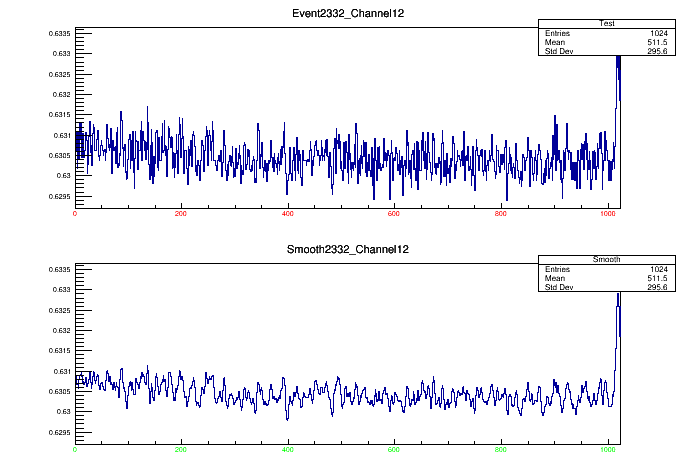 Event2332_Channel12
Test
Entries 1024
Mean 511.5
Std Dev 295.6
0.6335
0.633
0.6325
0.632
0.6315
0.631
0.6305
0.63
0.6295
0 200 400 600 800 1000
Smooth2332_Channel12
Smooth
Entries 1024
Mean 511.5
Std Dev 295.6
0.6335
0.633
0.6325
0.632
0.6315
0.631
0.6305
0.63
0.6295
0 200 400 600 800 1000